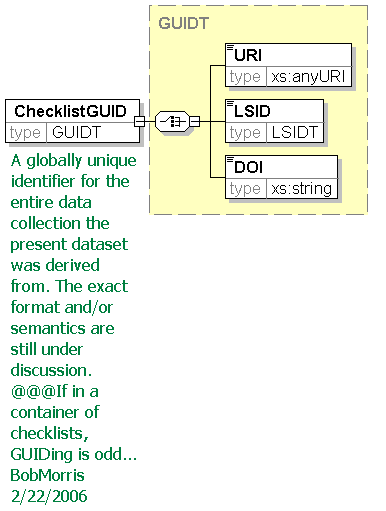 GUIDT
URI
type xs:anyURI
ChecklistGUID
type GUIDT
LSID
type LSIDT
DOI
type xs:string
A globally unique
identifier for the
entire data
collection the
present dataset
was derived
from. The exact
format and/or
semantics are
still under
discussion.
@@@If in a
container of
checklists,
GUIDing is odd...
BobMorris
2/22/2006